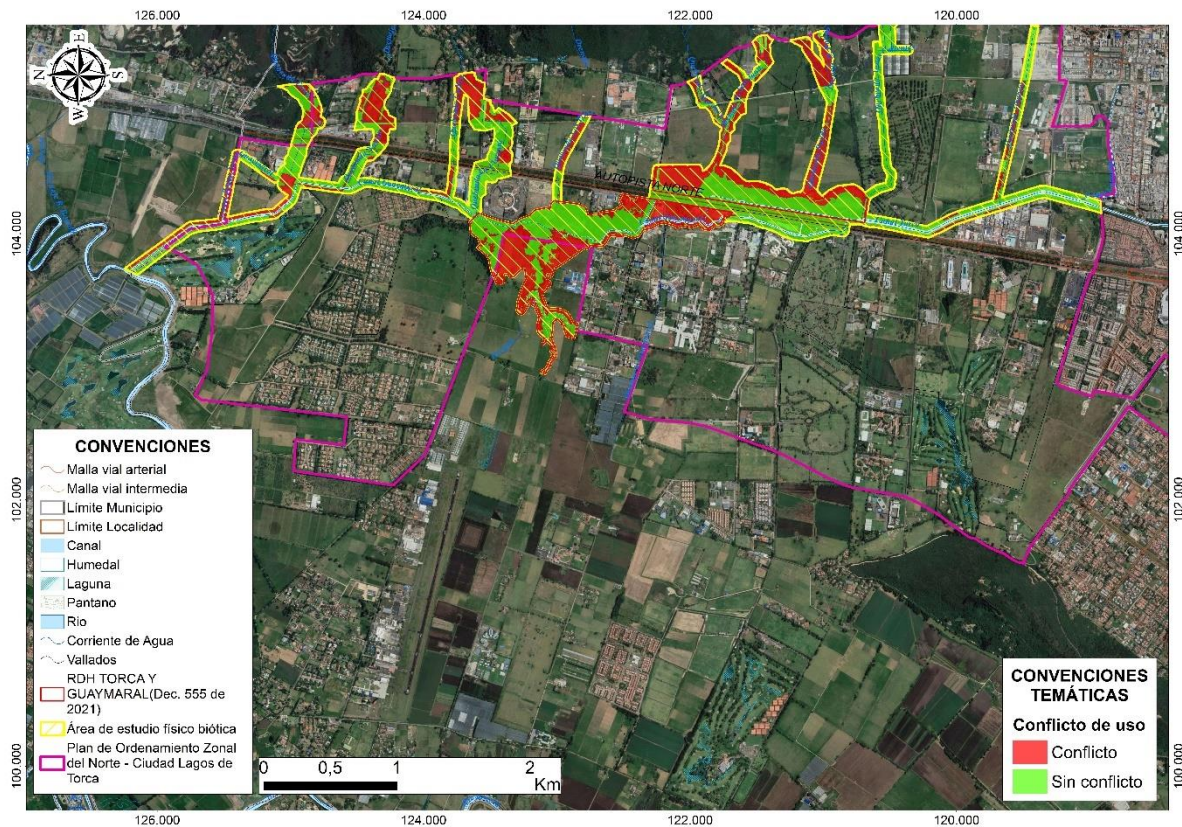 126.000
124.000
122.000
120.000
E
N
S
W
AUTOPISTA NORTE
104.000
104.000
102.000
102.000
100.000
100.000
CONVENCIONES
Malla vial arterial
Malla vial intermedia
Límite Municipio
Límite Localidad
Canal
Humedal
Laguna
Pantano
Rio
Corriente de Agua
Vallados
RDH TORCA Y
GUAYMARAL(Dec. 555 de
2021)
Área de estudio físico biótica
Plan de Ordenamiento Zonal
del Norte - Ciudad Lagos de
Torca
0 0,5 1 2
Km
CONVENCIONES
TEMÁTICAS
Conflicto de uso
Conflicto
Sin conflicto
126.000
124.000
122.000
120.000